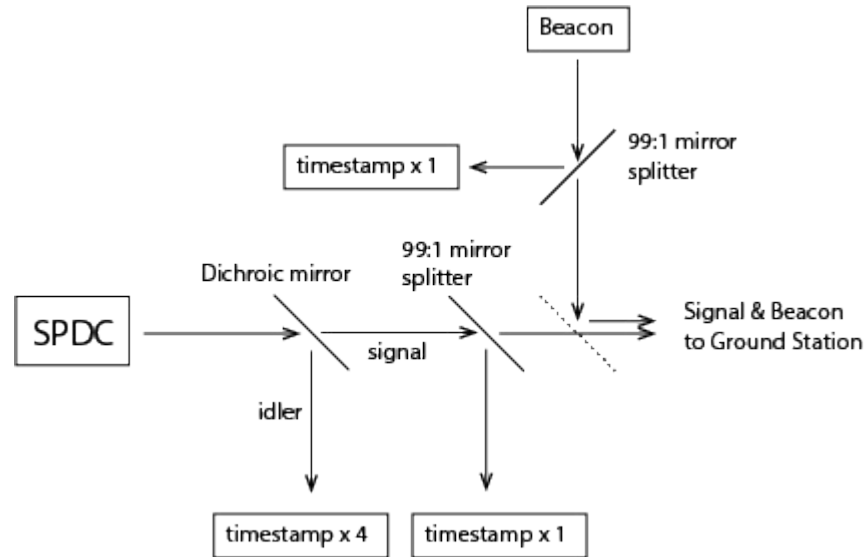 Beacon
99:1 mirror
splitter
timestamp x 1
99:1 mirror
splitter
Dichroic mirror
SPDC
signal
Signal & Beacon
to Ground Station
idler
timestamp x 4
timestamp x 1